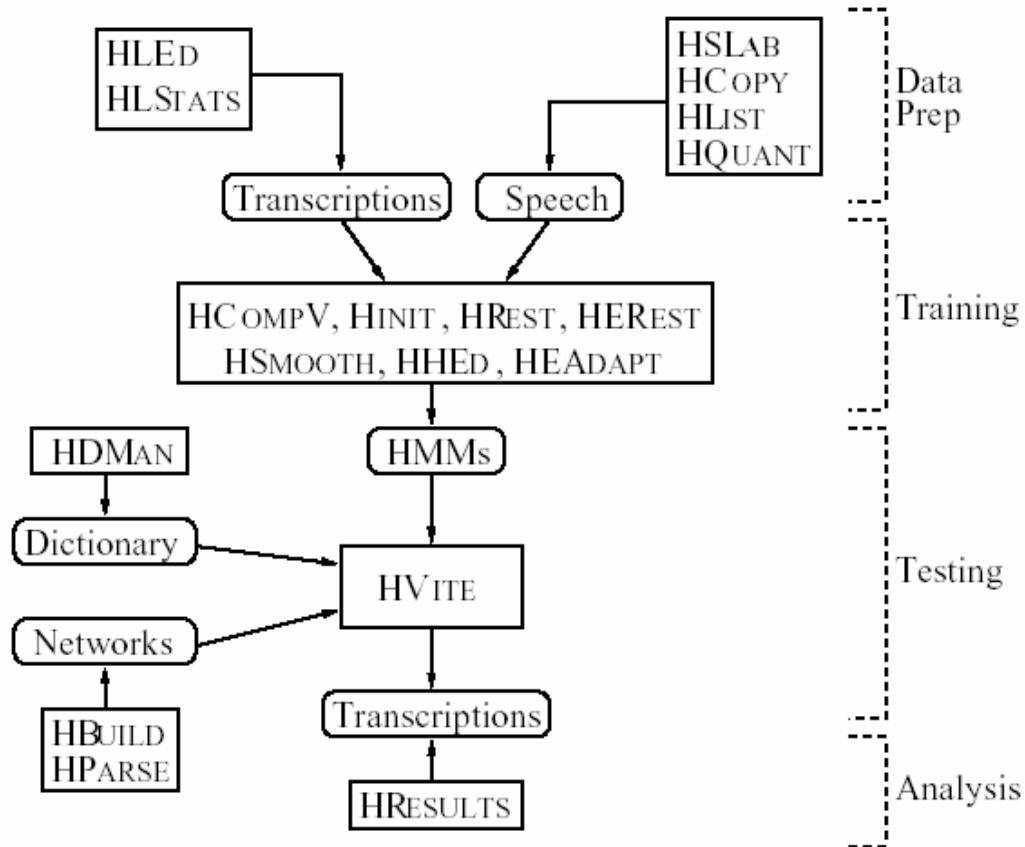 HLEd
HLStats
HSLab
HCopy
HList
HQuant
Data
Prep
Transcriptions
Speech
HCompV, HInit, HRest, HERest
HSmooth, HHEd, HEAdapt
Training
HDMan
HMMs
Dictionary
HVite
Testing
Networks
HBuild
HParse
Transcriptions
HResults
Analysis